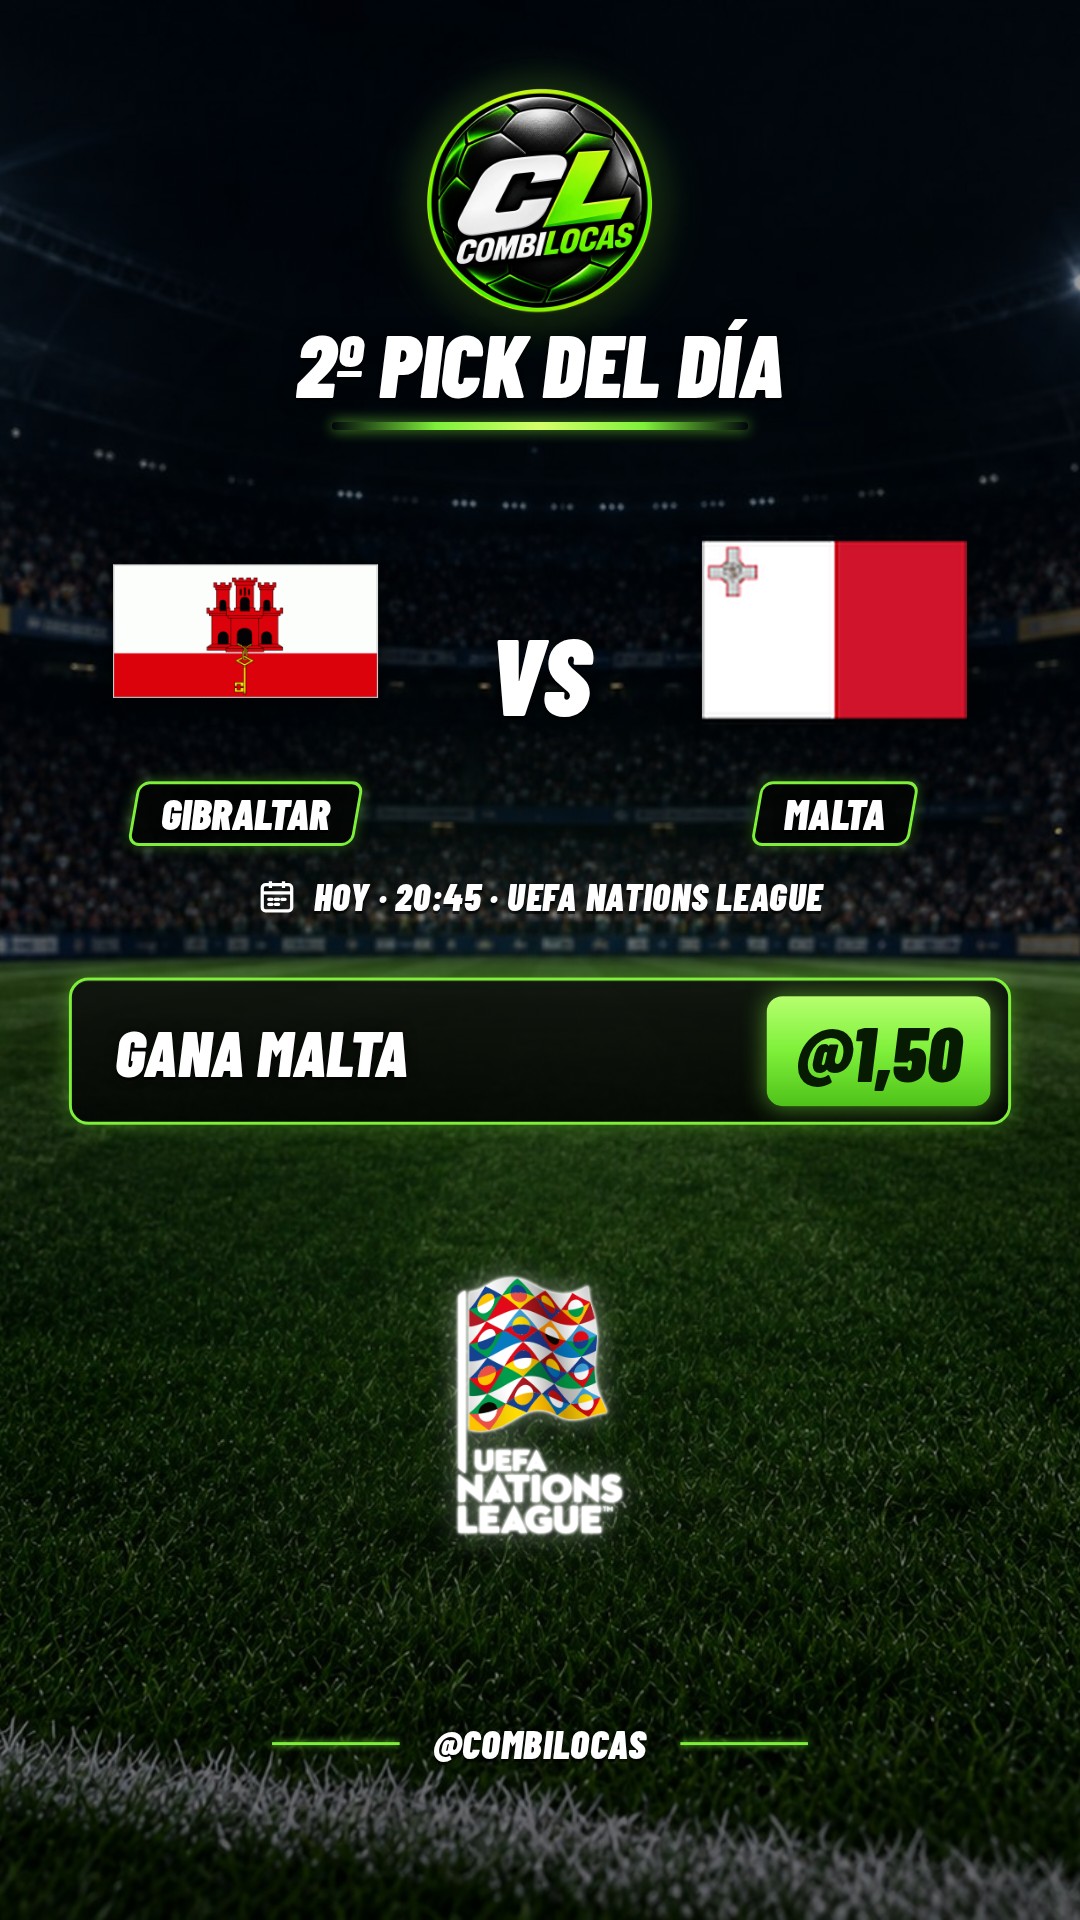 CL
COMBILOCAS
2º PICK DEL DÍA
VS
GIBRALTAR
MALTA
HOY · 20:45 · UEFA NATIONS LEAGUE
GANA MALTA
@1,50
UEFA
NATIONS
LEAGUE™
@COMBILOCAS